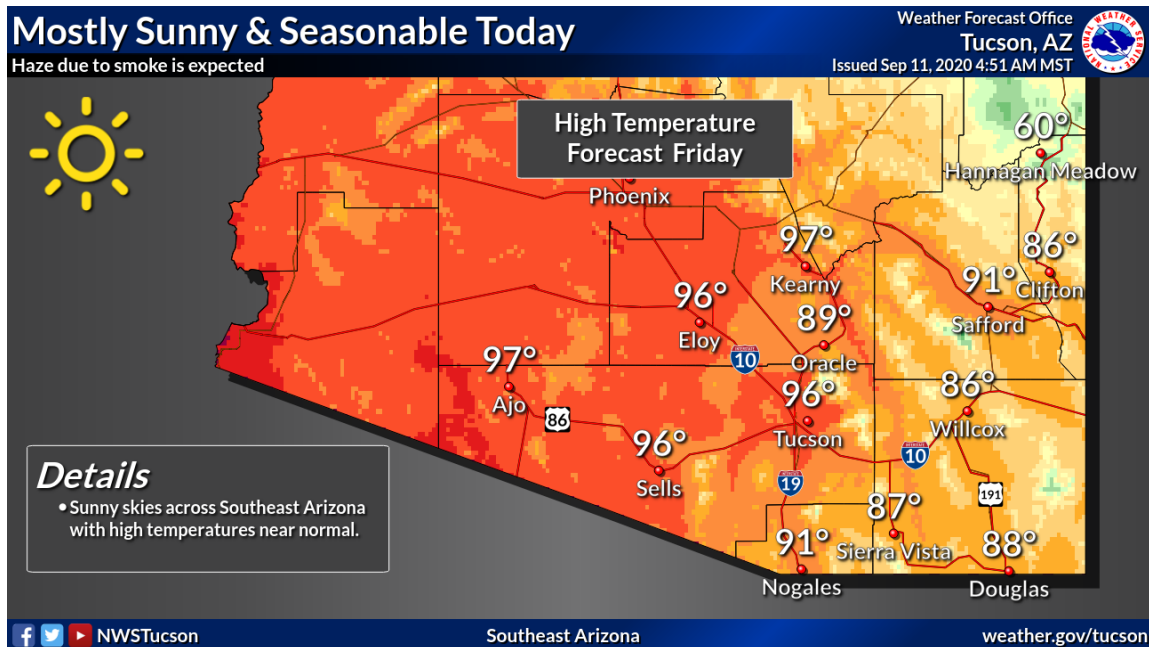 Mostly Sunny & Seasonable Today
Haze due to smoke is expected
Weather Forecast Office
Tucson, AZ
Issued Sep 11, 2020 4:51 AM MST
NATIONAL WEATHER SERVICE
High Temperature
Forecast Friday
Phoenix
60°
Hannagan Meadow
97°
Kearny
86°
Clifton
91°
Safford
96°
Eloy
89°
Oracle
10
97°
Ajo
86
96°
Tucson
86°
Willcox
96°
Sells
10
19
191
87°
Sierra Vista
91°
Nogales
88°
Douglas
Details
• Sunny skies across Southeast Arizona
with high temperatures near normal.
NWSTucson
Southeast Arizona
weather.gov/tucson